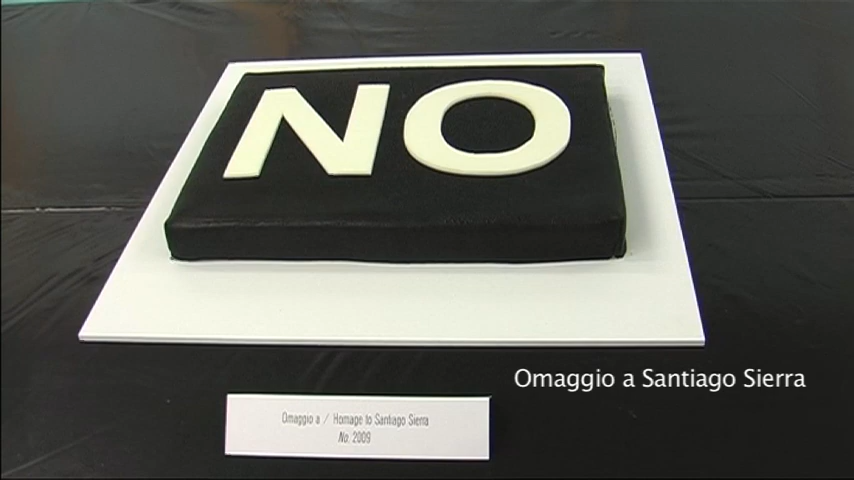 NO
Omaggio a Santiago Sierra
Omaggio a / Homage to Santiago Sierra
No, 2009